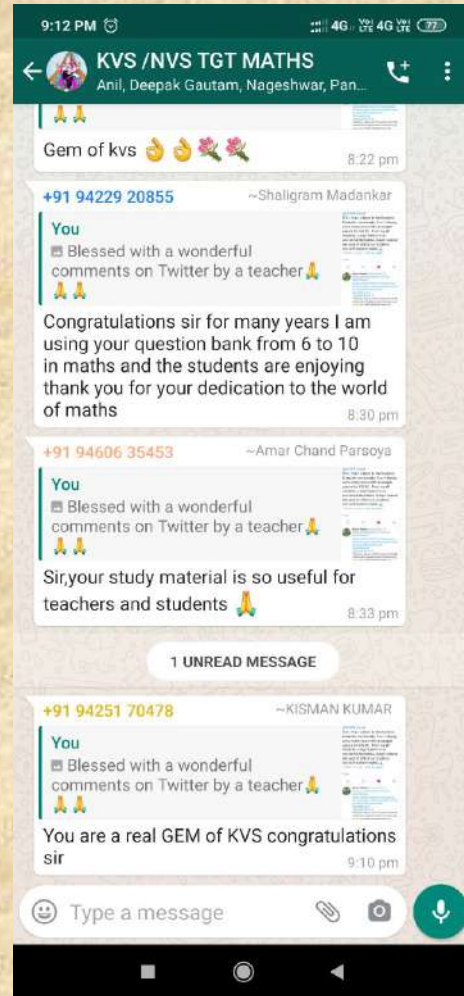 9:12 PM 4G Vo LTE 4G Vo LTE 77
KVS /NVS TGT MATHS
Anil, Deepak Gautam, Nageshwar, Pan...
Gem of kvs 👌👌💐💐
8:22 pm
+91 94229 20855 ~Shaligram Madankar
You
Blessed with a wonderful
comments on Twitter by a teacher🙏
🙏🙏
Congratulations sir for many years I am
using your question bank from 6 to 10
in maths and the students are enjoying
thank you for your dedication to the world
of maths
8:30 pm
+91 94606 35453 ~Amar Chand Parsoya
You
Blessed with a wonderful
comments on Twitter by a teacher🙏
🙏🙏
Sir,your study material is so useful for
teachers and students 🙏
8:33 pm
1 UNREAD MESSAGE
+91 94251 70478 ~KISMAN KUMAR
You
Blessed with a wonderful
comments on Twitter by a teacher🙏
🙏🙏
You are a real GEM of KVS congratulations
sir
9:10 pm
Type a message